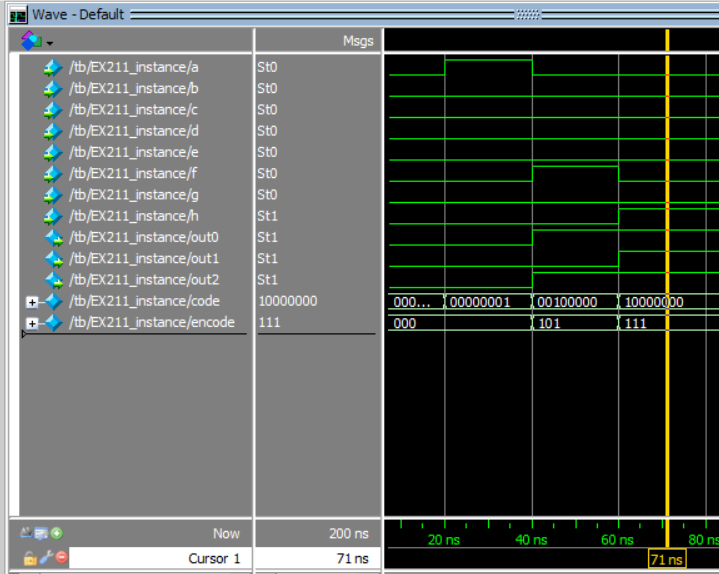 Wave - Default
Msgs
/tb/EX211_instance/a St0
/tb/EX211_instance/b St0
/tb/EX211_instance/c St0
/tb/EX211_instance/d St0
/tb/EX211_instance/e St0
/tb/EX211_instance/f St0
/tb/EX211_instance/g St0
/tb/EX211_instance/h St1
/tb/EX211_instance/out0 St1
/tb/EX211_instance/out1 St1
/tb/EX211_instance/out2 St1
/tb/EX211_instance/code 10000000 000... 00000001 00100000 10000000
/tb/EX211_instance/encode 111 000 101 111
Now 200 ns 20 ns 40 ns 60 ns 80 ns
Cursor 1 71 ns 71 ns